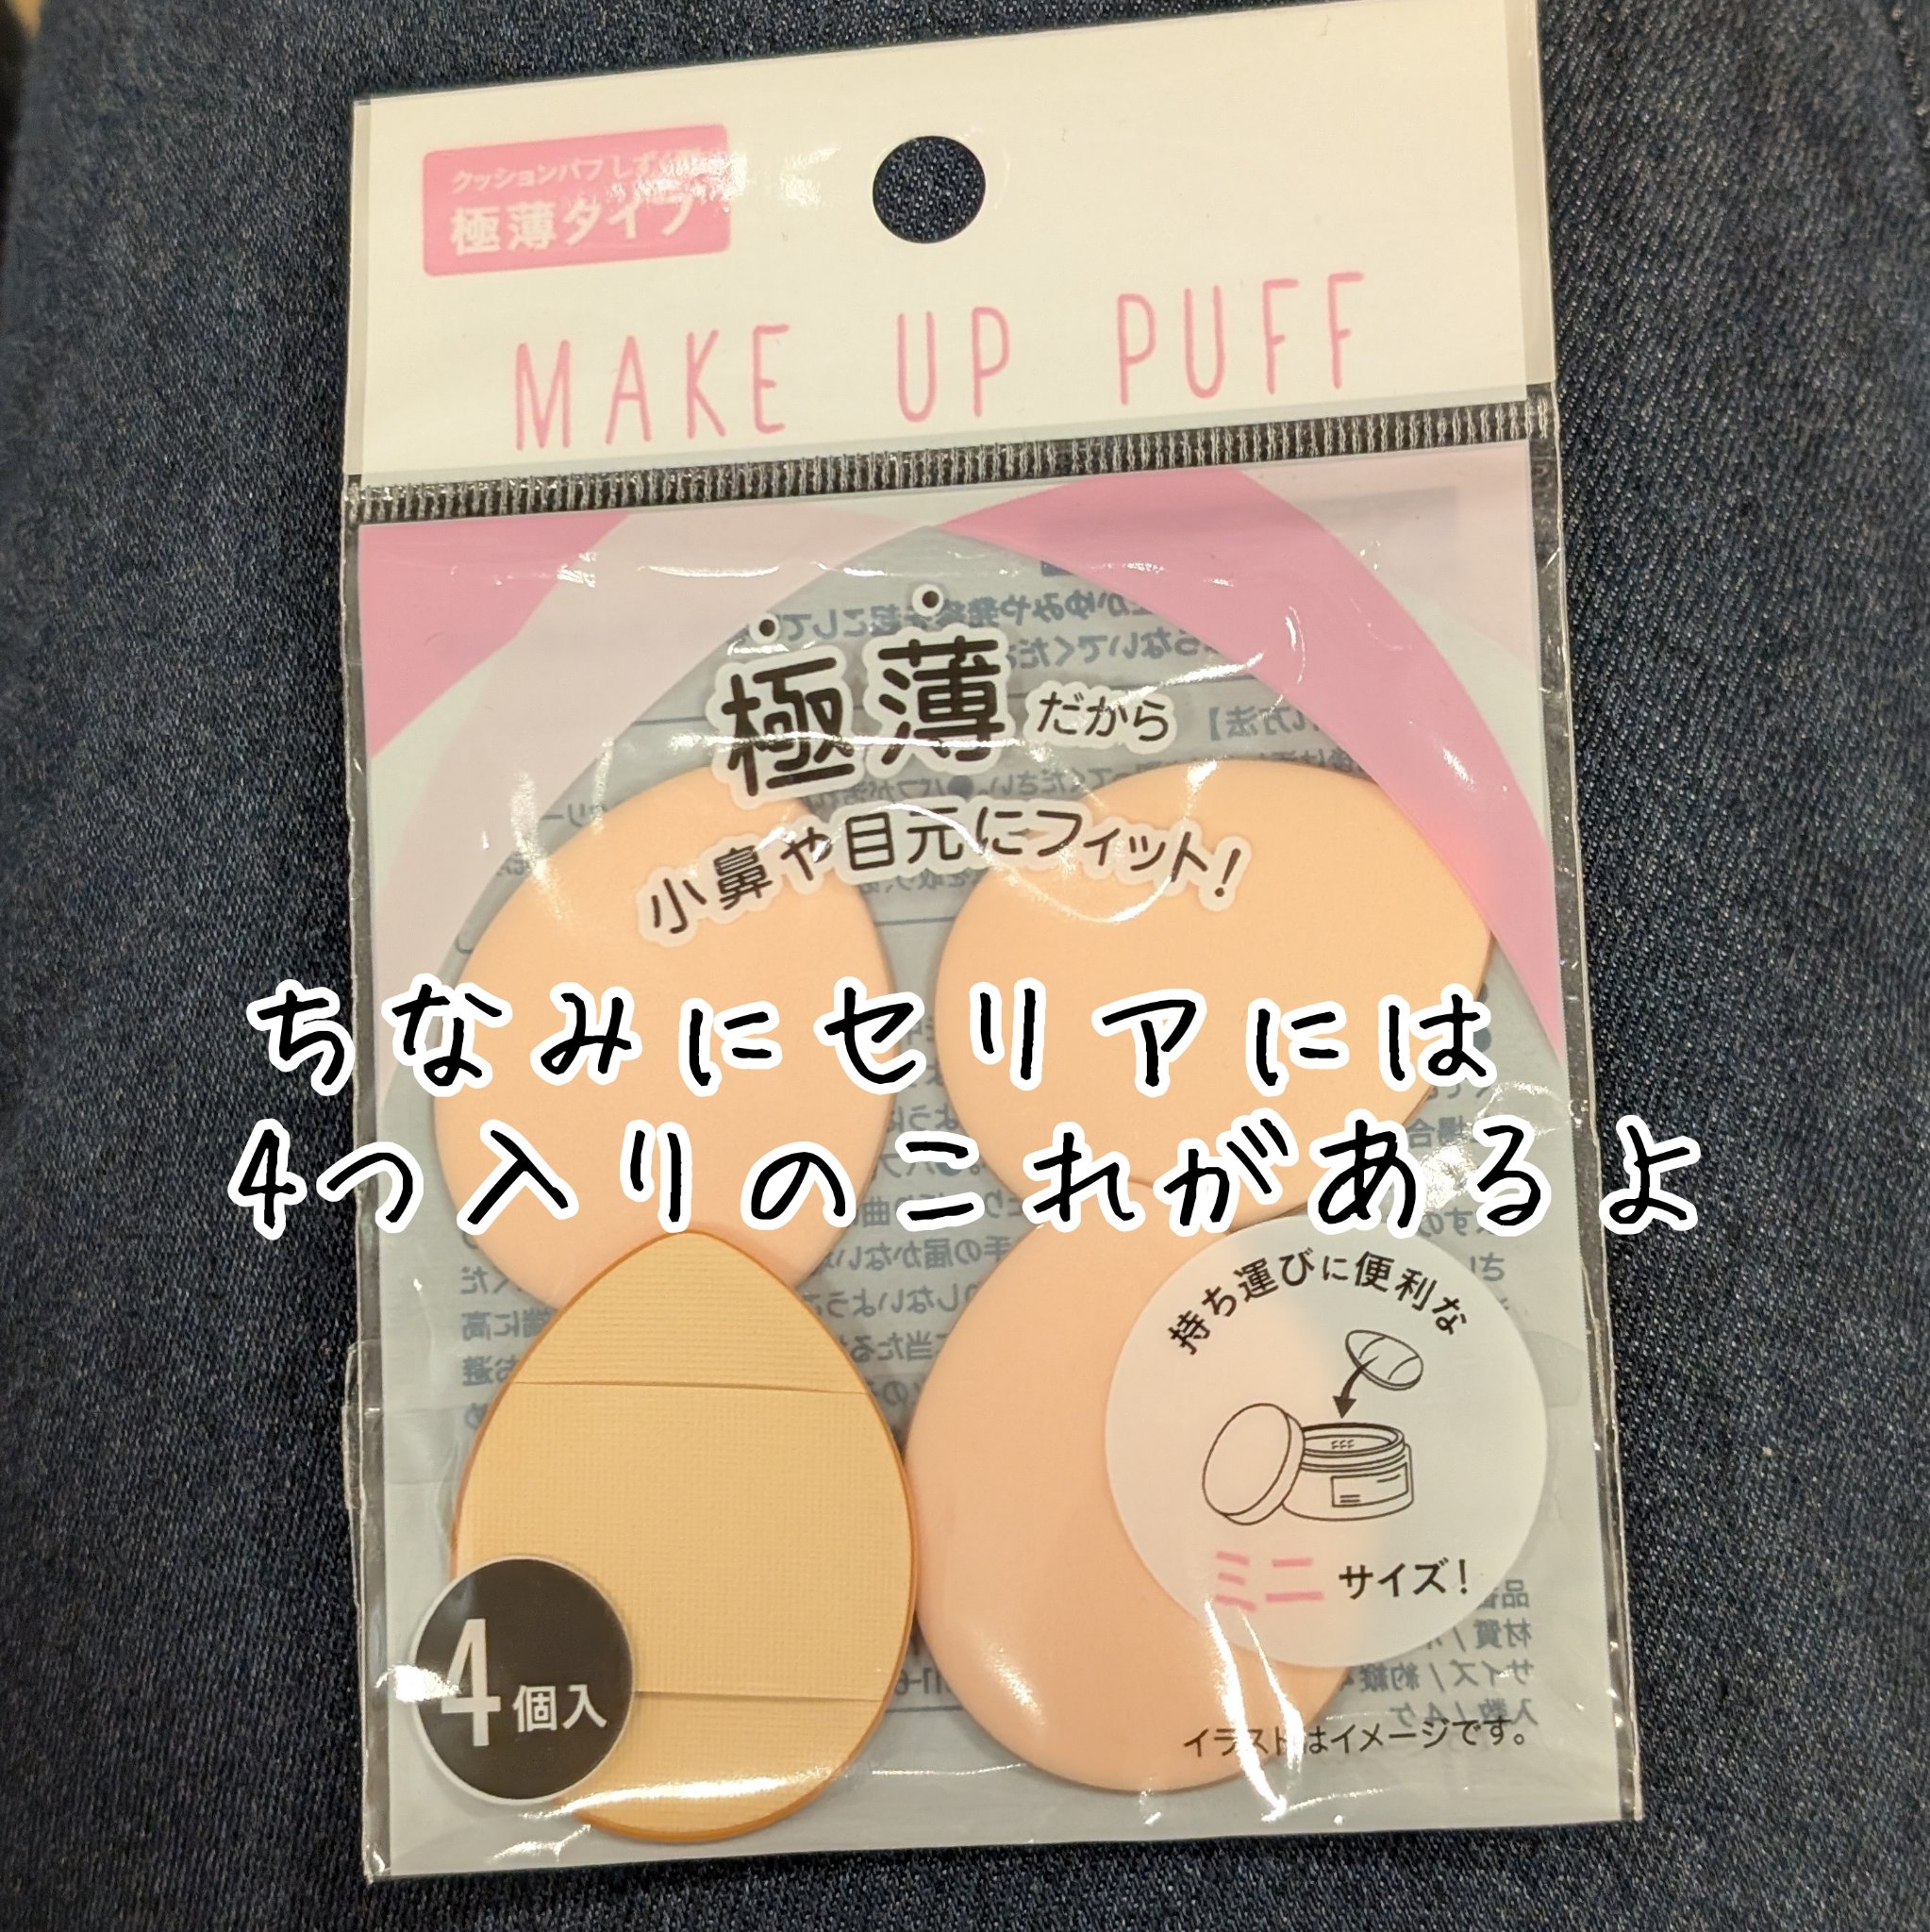 クッションパフ しずく
極薄タイプ
MAKE UP PUFF
極薄だから
小鼻や目元にフィット!
ちなみにセリアには
4つ入りのこれがあるよ
持ち運びに便利な
ミニサイズ!
4個入
イラストはイメージです。